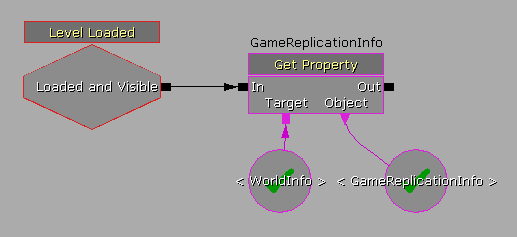 Level Loaded
Loaded and Visible
GameReplicationInfo
Get Property
In Out
Target Object
< WorldInfo > < GameReplicationInfo >